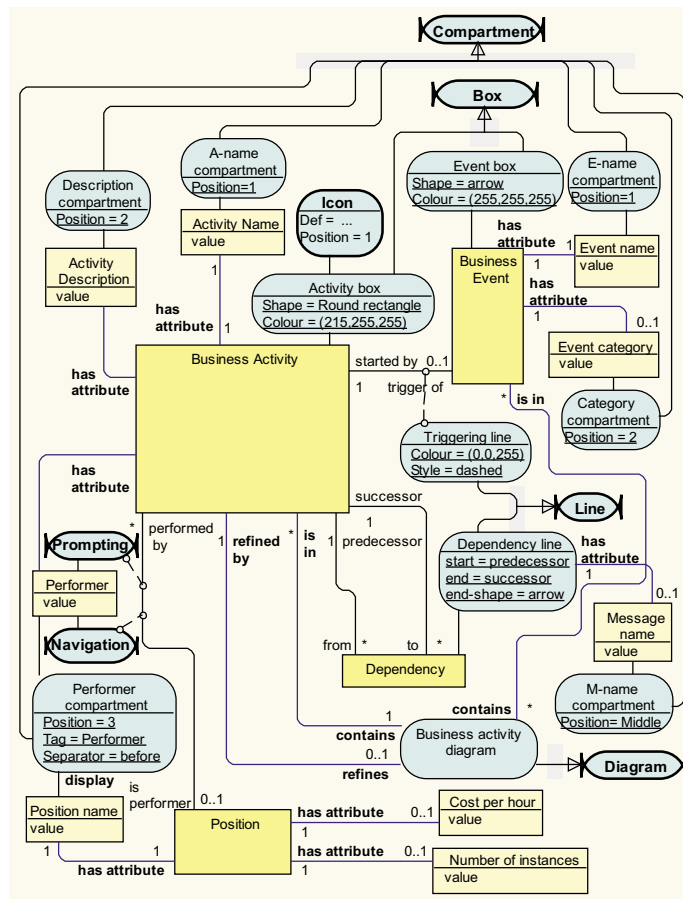 Compartment
Box
A-name
compartment
Position=1
Description
compartment
Position = 2
Icon
Def = ...
Position = 1
Event box
Shape = arrow
Colour = (255,255,255)
E-name
compartment
Position=1
Activity Name
value
Activity
Description
value
has
attribute
1
1
Activity box
Shape = Round rectangle
Colour = (215,255,255)
has
attribute
1
1
Business
Event
Event name
value
has
attribute
1
0..1
Event category
value
Category
compartment
Position = 2
has
attribute
Business Activity
started by
0..1
1
trigger of
*
is in
Triggering line
Colour = (0,0,255)
Style = dashed
has
attribute
successor
1
predecessor
Line
*
performed
by
1
refined
by
*
is
in
1
Prompting
Performer
value
Navigation
Dependency line
start = predecessor
end = successor
end-shape = arrow
has
attribute
1
0..1
Message
name
value
from
*
to
*
Dependency
M-name
compartment
Position= Middle
Performer
compartment
Position = 3
Tag = Performer
Separator = before
contains
*
1
contains
0..1
refines
Business activity
diagram
Diagram
display
is
performer
0..1
Position name
value
1
1
has attribute
Position
has attribute
0..1
1
Cost per hour
value
has attribute
0..1
1
Number of instances
value